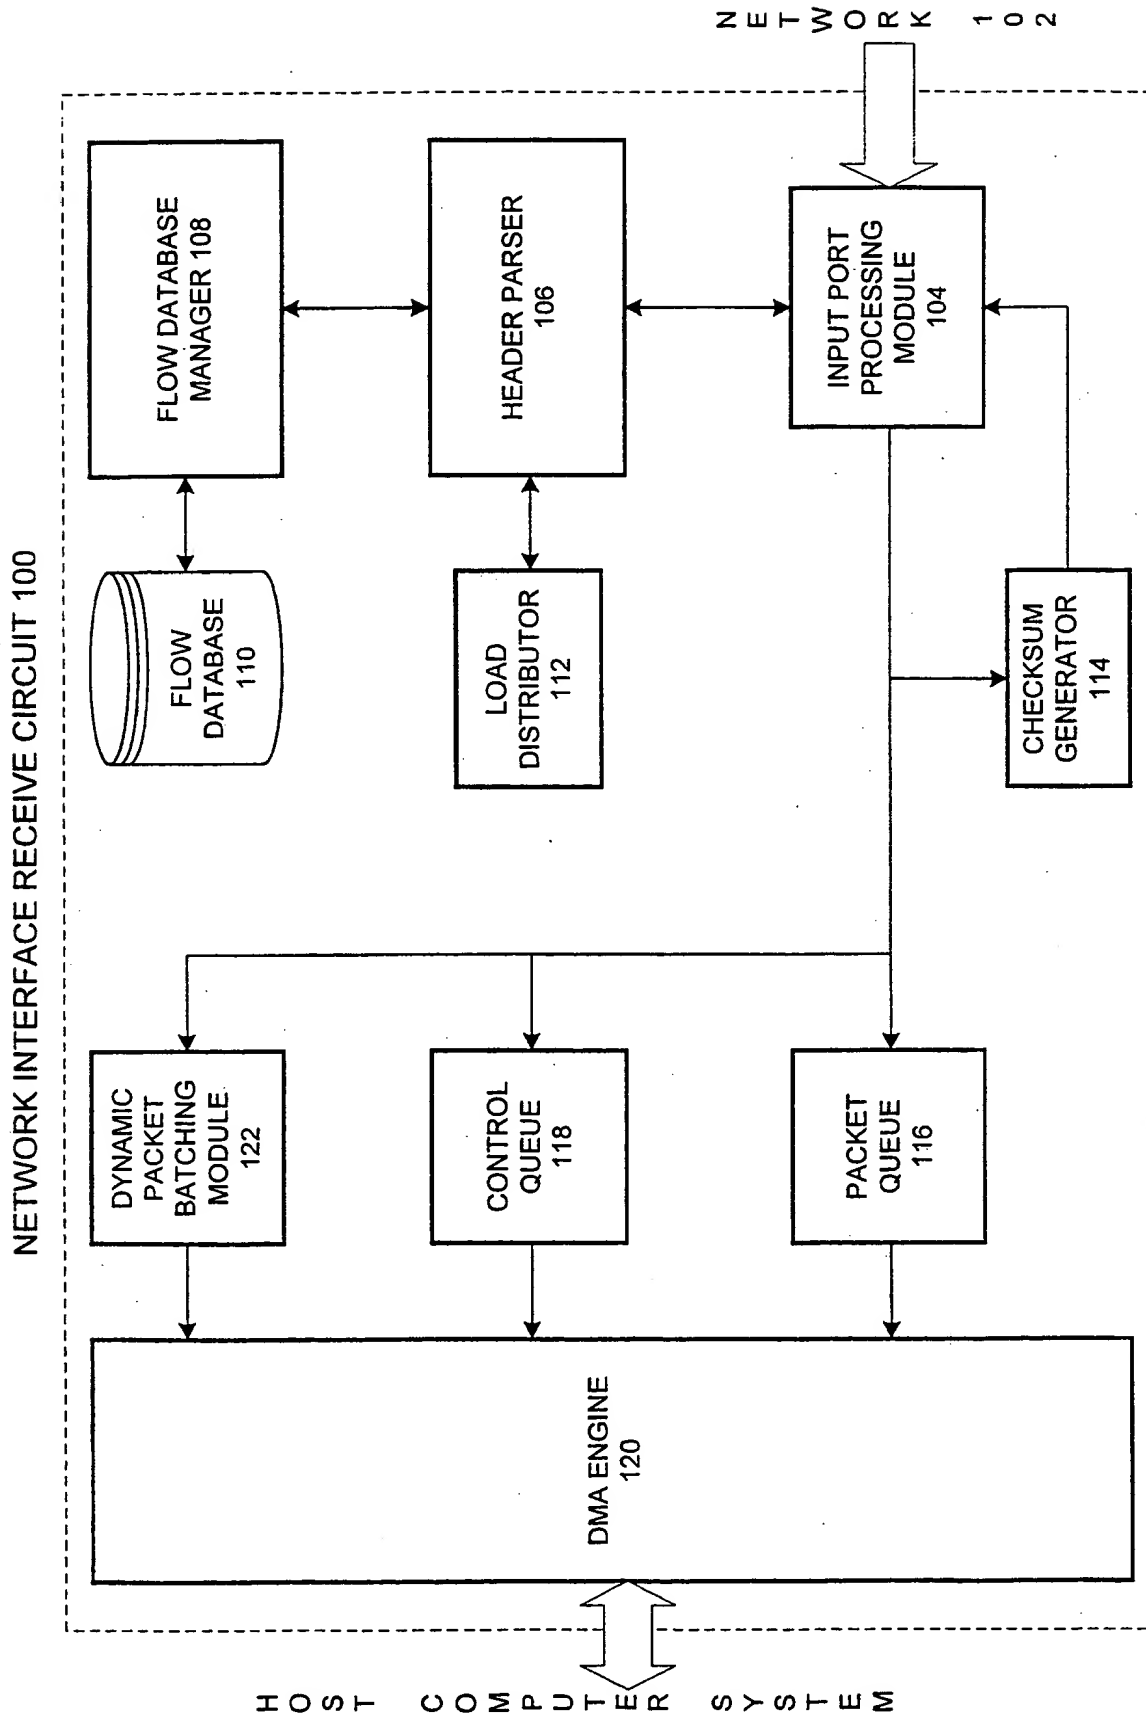 NETWORK INTERFACE RECEIVE CIRCUIT 100
HOST COMPUTER SYSTEM
DMA ENGINE
120
DYNAMIC
PACKET
BATCHING
MODULE
122
CONTROL
QUEUE
118
PACKET
QUEUE
116
FLOW
DATABASE
110
LOAD
DISTRIBUTOR
112
CHECKSUM
GENERATOR
114
FLOW DATABASE
MANAGER 108
HEADER PARSER
106
INPUT PORT
PROCESSING
MODULE
104
NETWORK 102